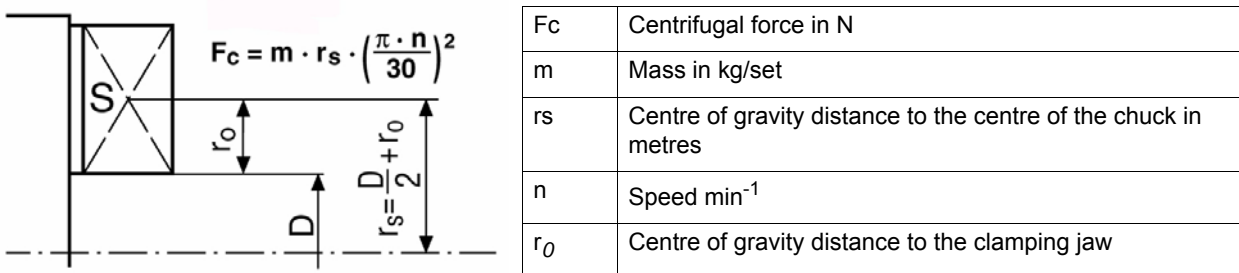 Fc = m · rs · (π · n / 30)²
S
ro
D
rs = D/2 + ro
Fc Centrifugal force in N
m Mass in kg/set
rs Centre of gravity distance to the centre of the chuck in
metres
n Speed min⁻¹
r0 Centre of gravity distance to the clamping jaw